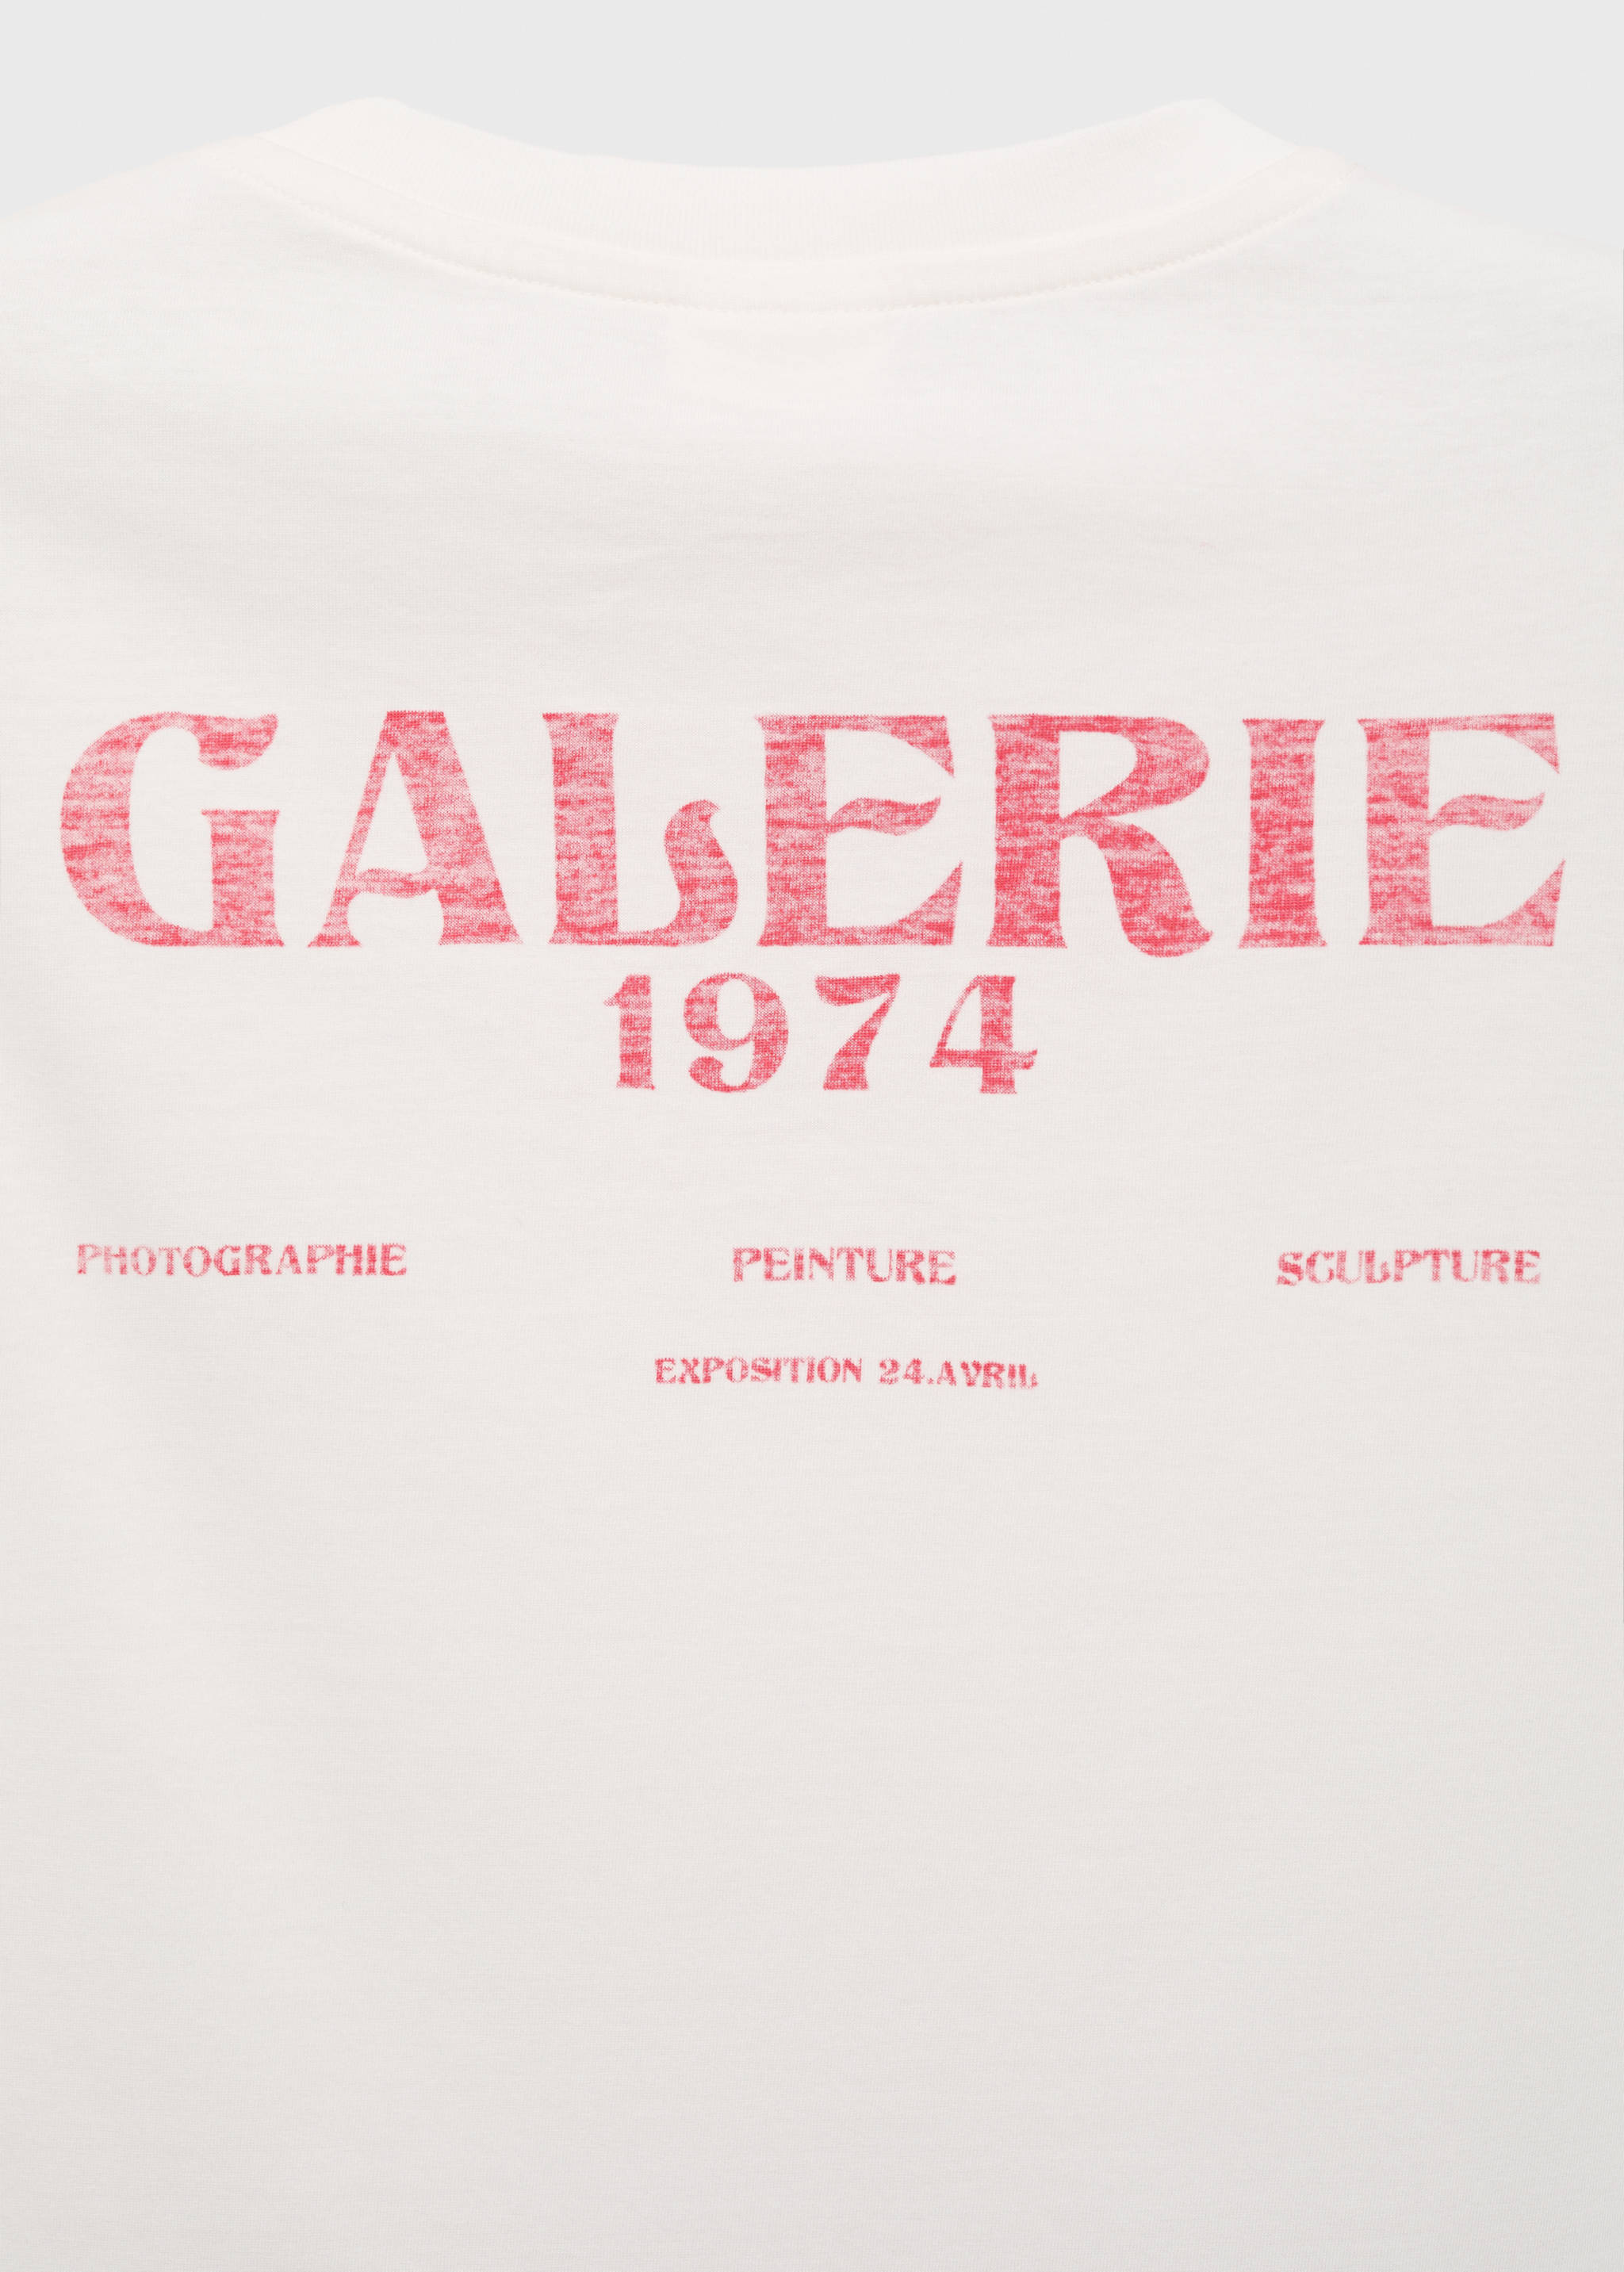 GALERIE
1974
PHOTOGRAPHIE PEINTURE SCULPTURE
EXPOSITION 24.AVRIL